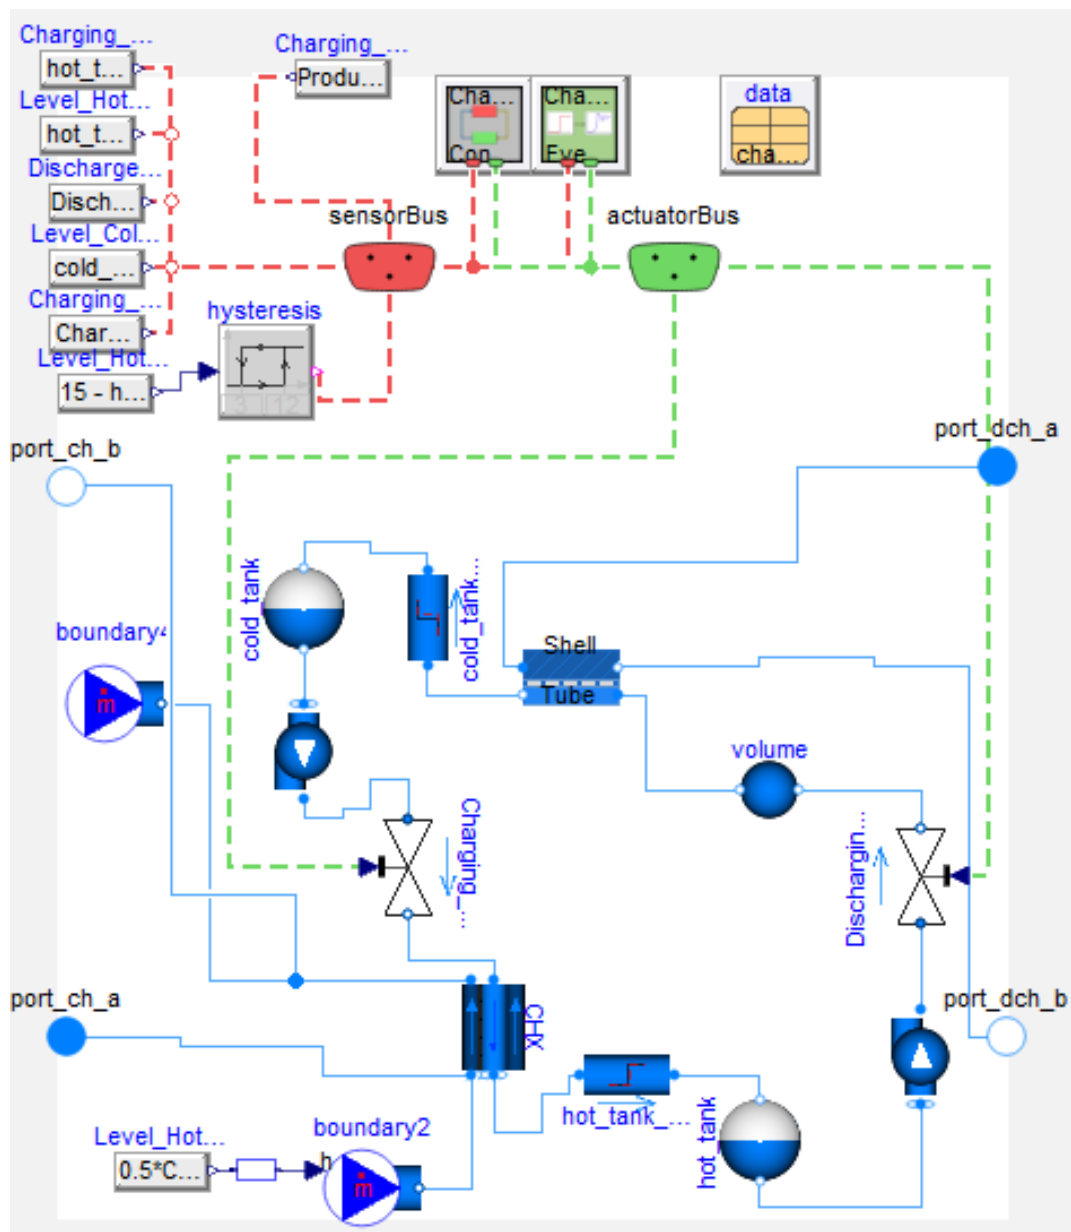 Charging_...
hot_t...
Level_Hot...
hot_t...
Discharge...
Disch...
Level_Col...
cold_...
Charging_...
Char...
Level_Hot...
15 - h...
Charging_...
Produ...
hysteresis
3
12
Cha...
Con
Cha...
Eve
data
cha...
sensorBus
actuatorBus
port_ch_b
port_dch_a
cold_tank
cold_tank...
Shell
Tube
boundary4
ṁ
volume
Charging_...
Dischargin...
port_ch_a
CHX
port_dch_b
hot_tank_...
hot_tank
Level_Hot...
0.5*C...
boundary2
h
ṁ